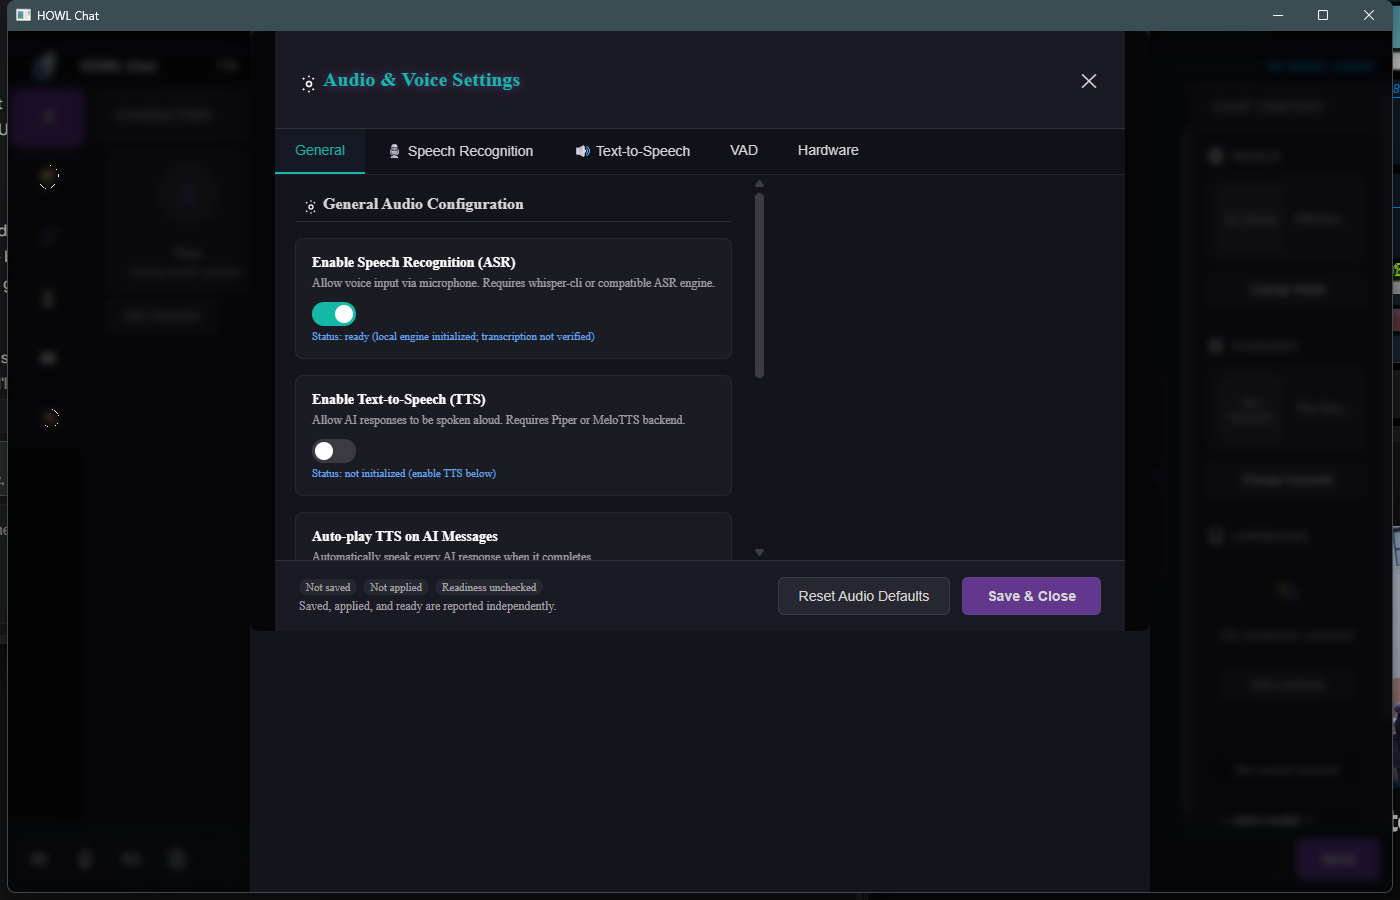 HOWL Chat
Audio & Voice Settings
General
Speech Recognition
Text-to-Speech
VAD
Hardware
General Audio Configuration
Enable Speech Recognition (ASR)
Allow voice input via microphone. Requires whisper-cli or compatible ASR engine.
Status: ready (local engine initialized; transcription not verified)
Enable Text-to-Speech (TTS)
Allow AI responses to be spoken aloud. Requires Piper or MeloTTS backend.
Status: not initialized (enable TTS below)
Auto-play TTS on AI Messages
Automatically speak every AI response when it completes
Not saved
Not applied
Readiness unchecked
Saved, applied, and ready are reported independently.
Reset Audio Defaults
Save & Close